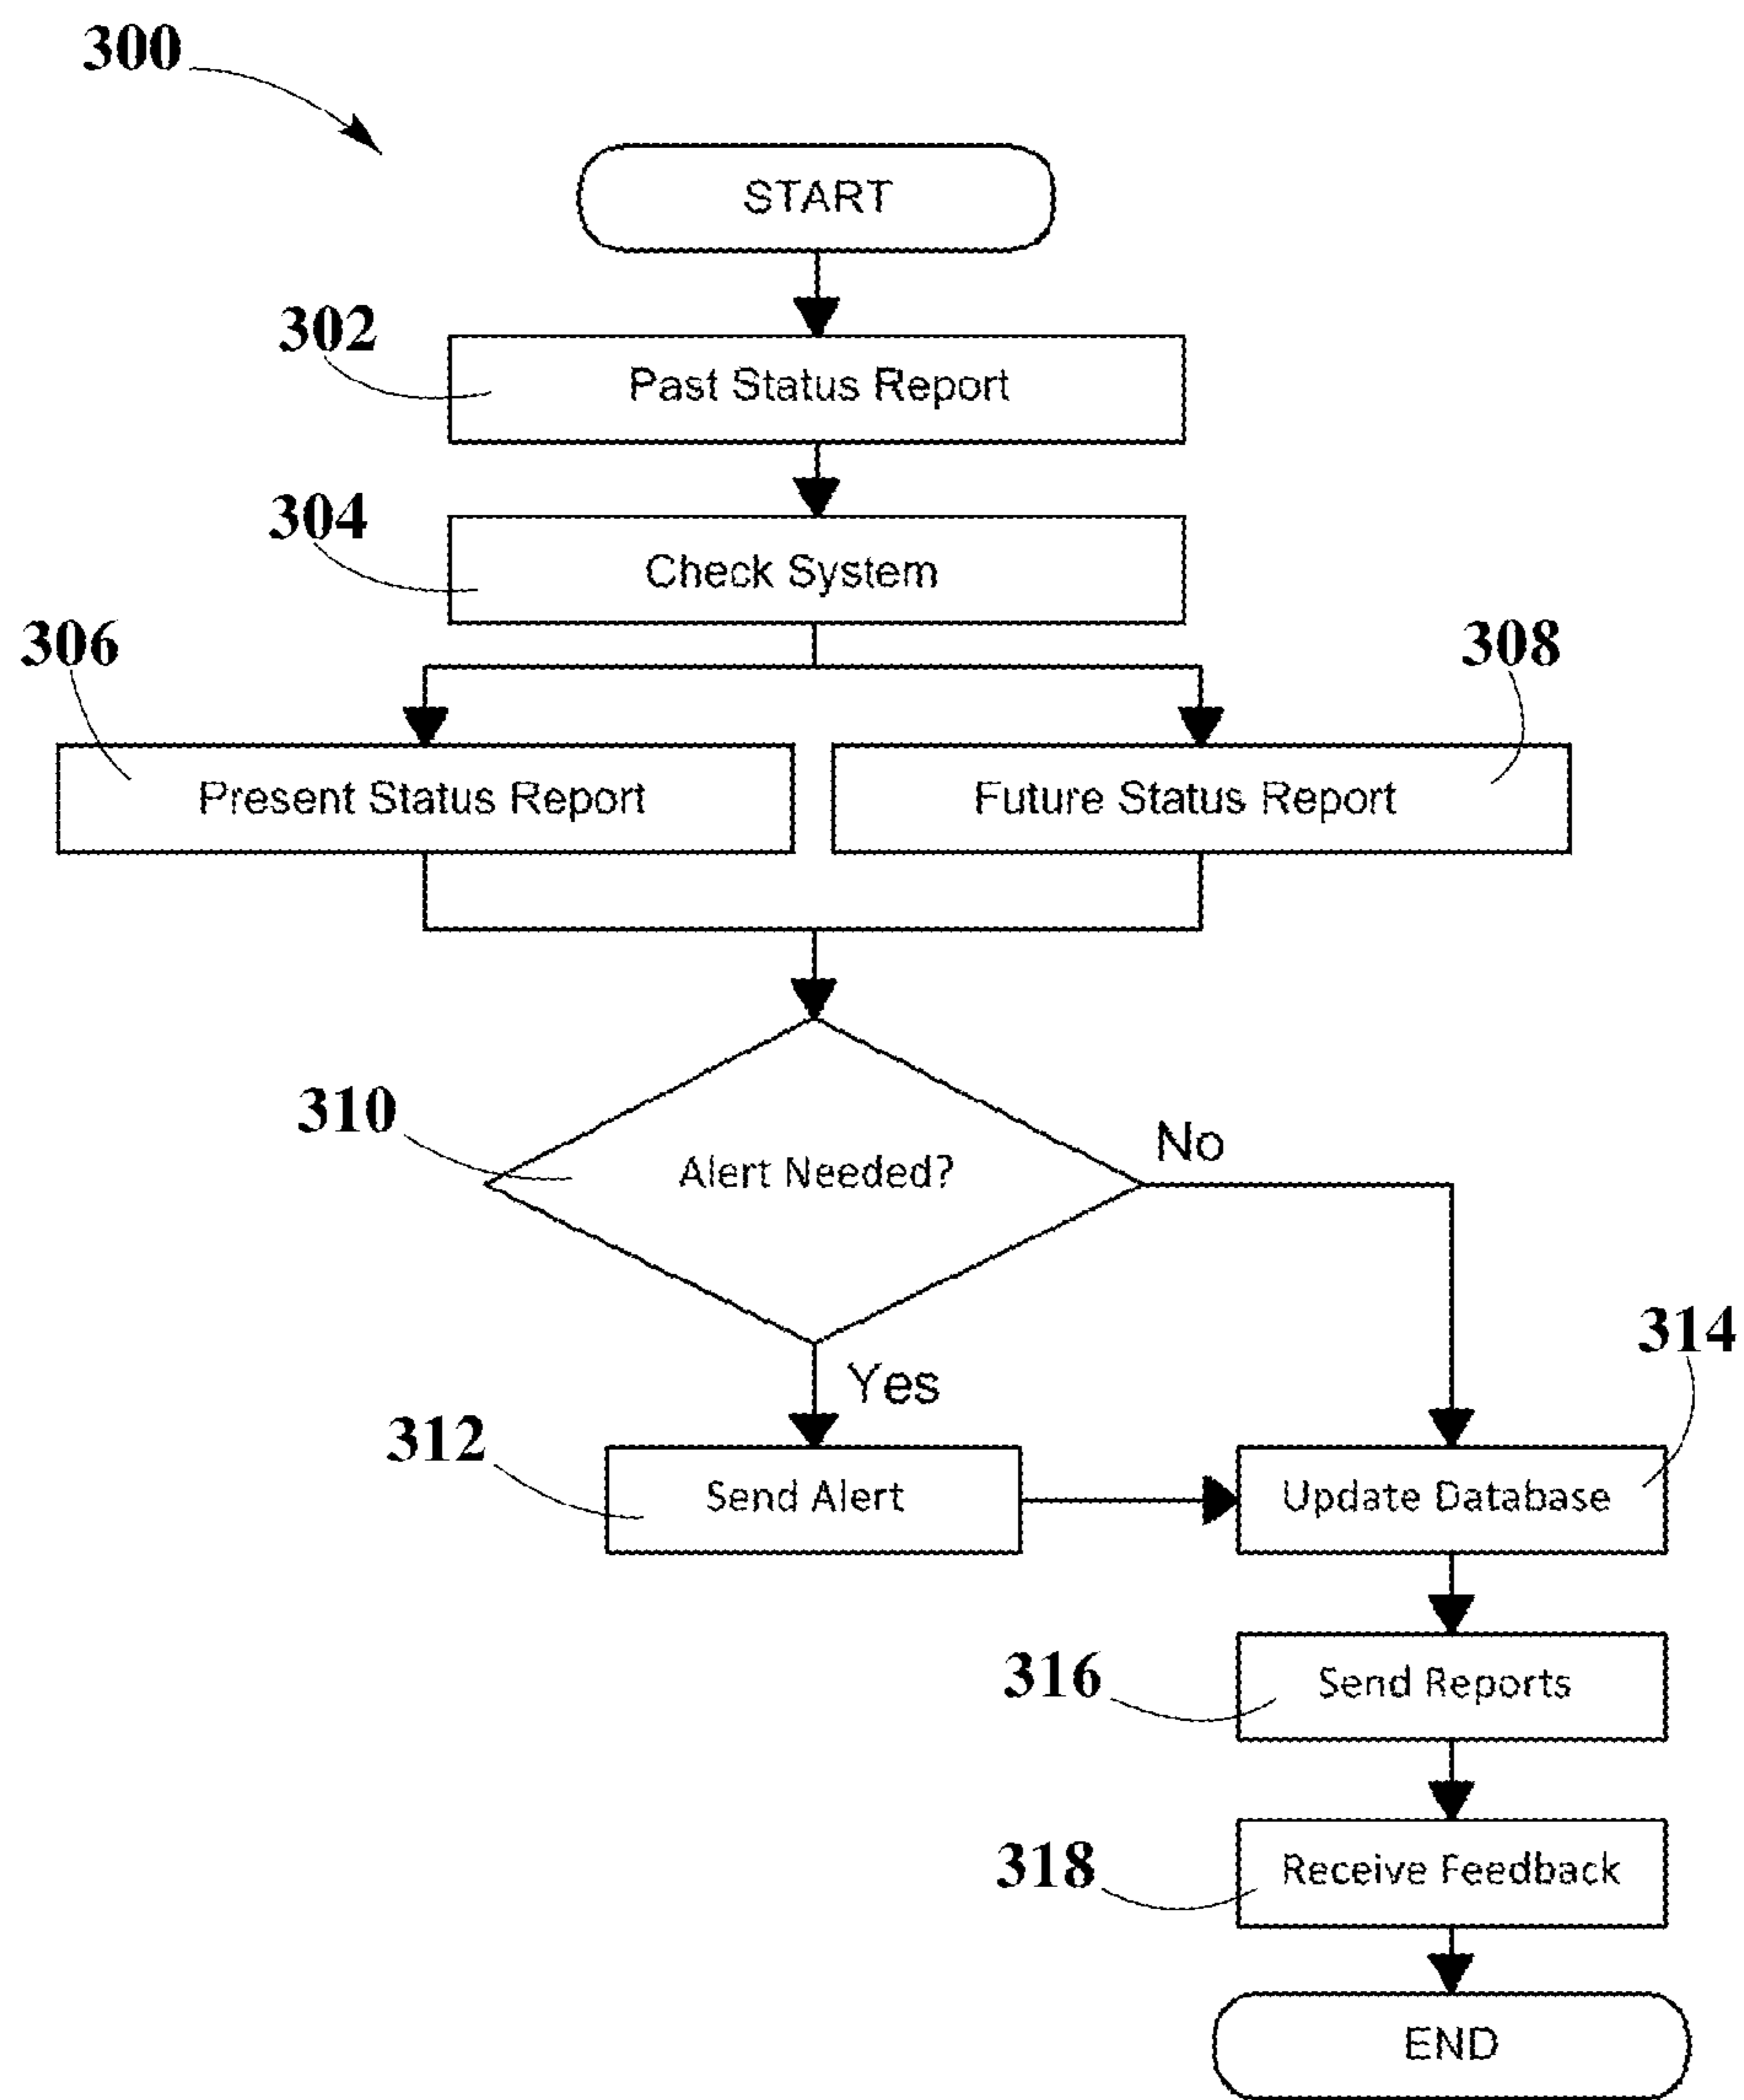 300
START
302
Past Status Report
304
Check System
306
308
Present Status Report
Future Status Report
310
Alert Needed?
No
Yes
314
312
Send Alert
Update Database
316
Send Reports
318
Receive Feedback
END